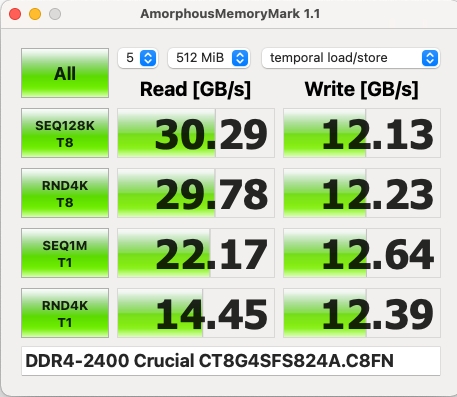 AmorphousMemoryMark 1.1
All
5
512 MiB
temporal load/store
Read [GB/s]
Write [GB/s]
SEQ128K
T8
30.29
12.13
RND4K
T8
29.78
12.23
SEQ1M
T1
22.17
12.64
RND4K
T1
14.45
12.39
DDR4-2400 Crucial CT8G4SFS824A.C8FN